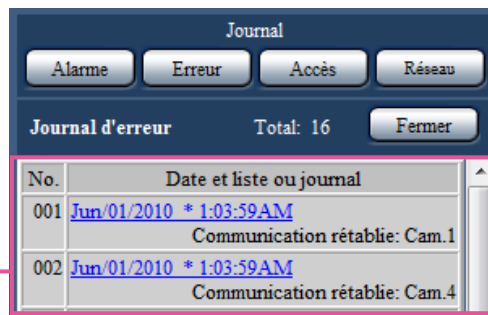 Journal
Alarme Erreur Accès Réseau
Journal d'erreur Total: 16 Fermer
No. Date et liste ou journal
001 Jun/01/2010 * 1:03:59AM
Communication rétablie: Cam.1
002 Jun/01/2010 * 1:03:59AM
Communication rétablie: Cam.4